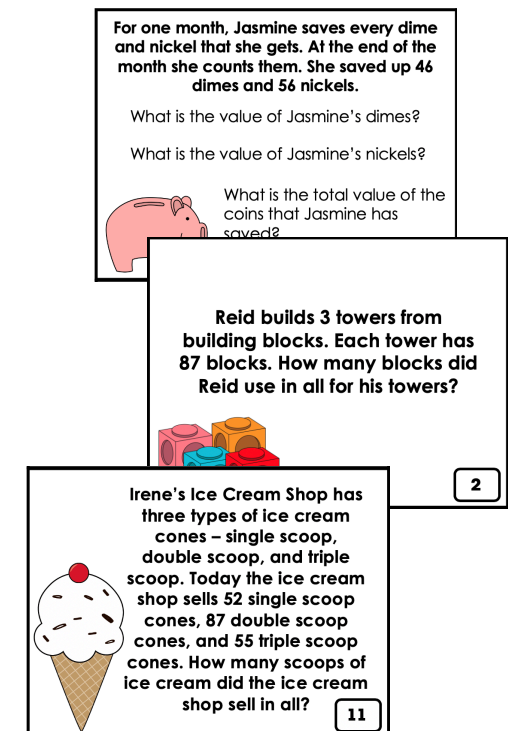 For one month, Jasmine saves every dime
and nickel that she gets. At the end of the
month she counts them. She saved up 46
dimes and 56 nickels.
What is the value of Jasmine's dimes?
What is the value of Jasmine's nickels?
What is the total value of the
coins that Jasmine has
saved?
Reid builds 3 towers from
building blocks. Each tower has
87 blocks. How many blocks did
Reid use in all for his towers?
2
Irene's Ice Cream Shop has
three types of ice cream
cones – single scoop,
double scoop, and triple
scoop. Today the ice cream
shop sells 52 single scoop
cones, 87 double scoop
cones, and 55 triple scoop
cones. How many scoops of
ice cream did the ice cream
shop sell in all?
11